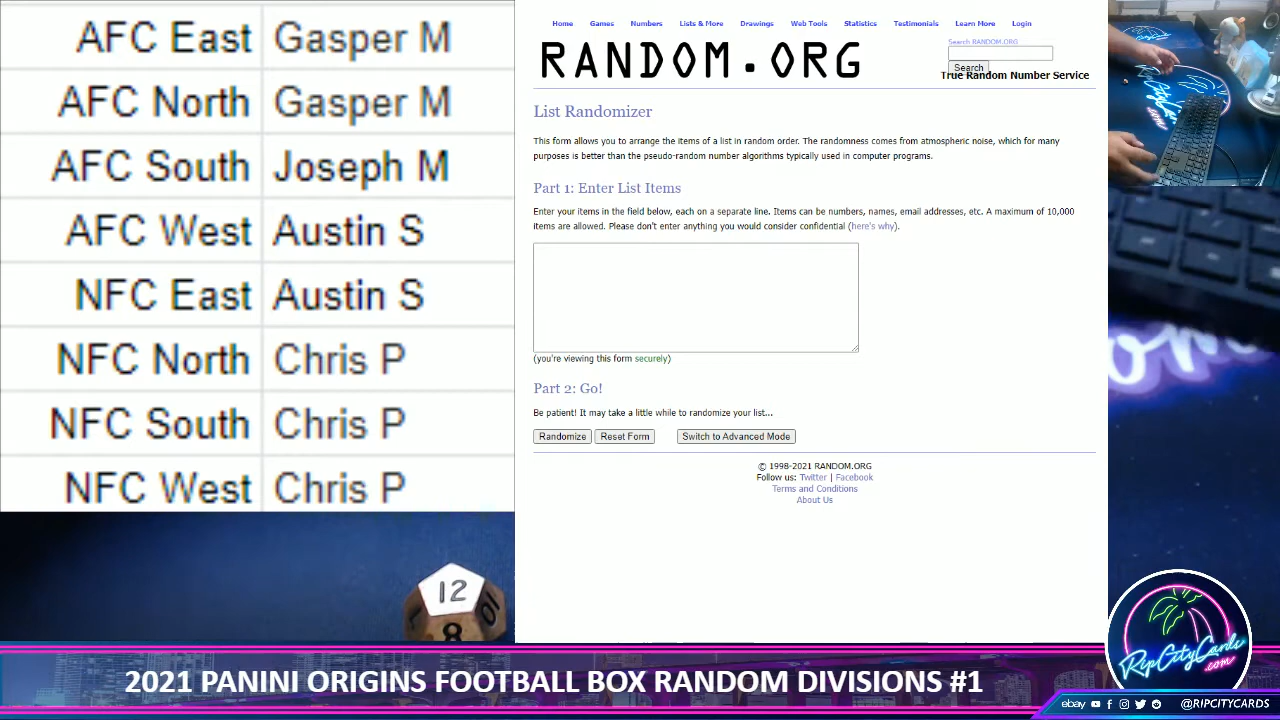 AFC East Gasper M
AFC North Gasper M
AFC South Joseph M
AFC West Austin S
NFC East Austin S
NFC North Chris P
NFC South Chris P
NFC West Chris P
12
8
Home Games Numbers Lists & More Drawings Web Tools Statistics Testimonials Learn More Login
RANDOM.ORG
Search RANDOM.ORG
Search
True Random Number Service
List Randomizer
This form allows you to arrange the items of a list in random order. The randomness comes from atmospheric noise, which for many
purposes is better than the pseudo-random number algorithms typically used in computer programs.
Part 1: Enter List Items
Enter your items in the field below, each on a separate line. Items can be numbers, names, email addresses, etc. A maximum of 10,000
items are allowed. Please don't enter anything you would consider confidential (here's why).
(you're viewing this form securely)
Part 2: Go!
Be patient! It may take a little while to randomize your list...
Randomize Reset Form Switch to Advanced Mode
© 1998-2021 RANDOM.ORG
Follow us: Twitter | Facebook
Terms and Conditions
About Us
RipCityCards
.com
2021 PANINI ORIGINS FOOTBALL BOX RANDOM DIVISIONS #1
ebay @RIPCITYCARDS